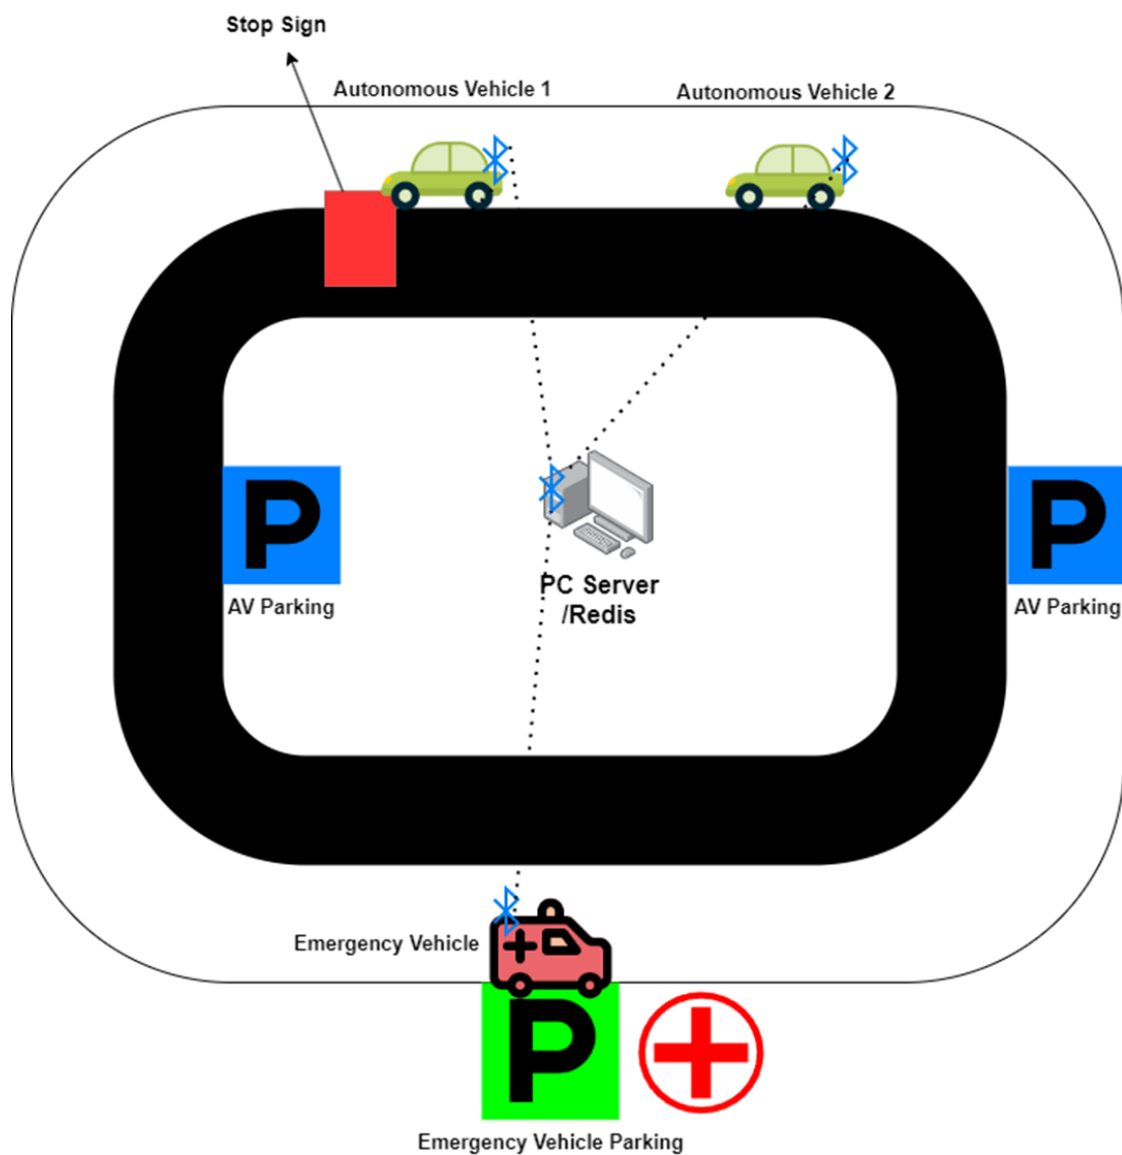 Stop Sign
Autonomous Vehicle 1
Autonomous Vehicle 2
P
AV Parking
PC Server
/Redis
P
AV Parking
Emergency Vehicle
P
Emergency Vehicle Parking